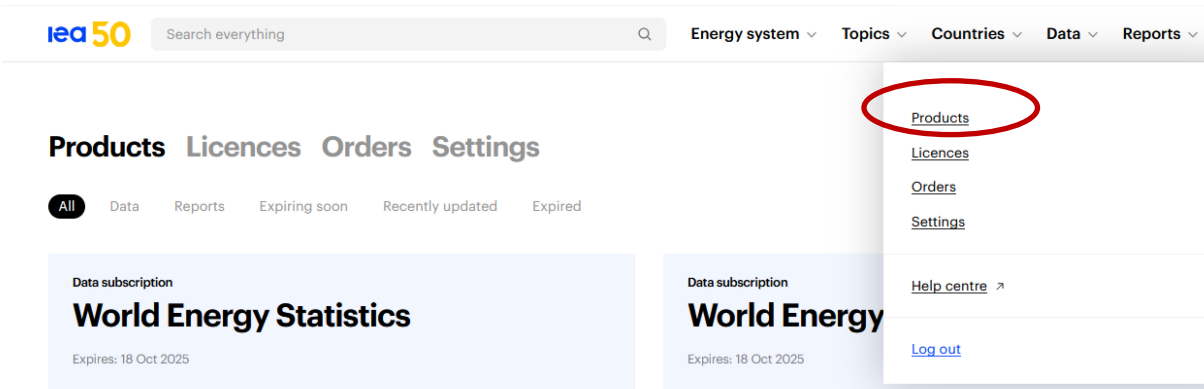 iea 50 Search everything Energy system Topics Countries Data Reports
Products
Products Licences Orders Settings
Licences
Orders
All Data Reports Expiring soon Recently updated Expired
Settings
Data subscription
World Energy Statistics
Expires: 18 Oct 2025
Data subscription
World Energy
Expires: 18 Oct 2025
Help centre
Log out